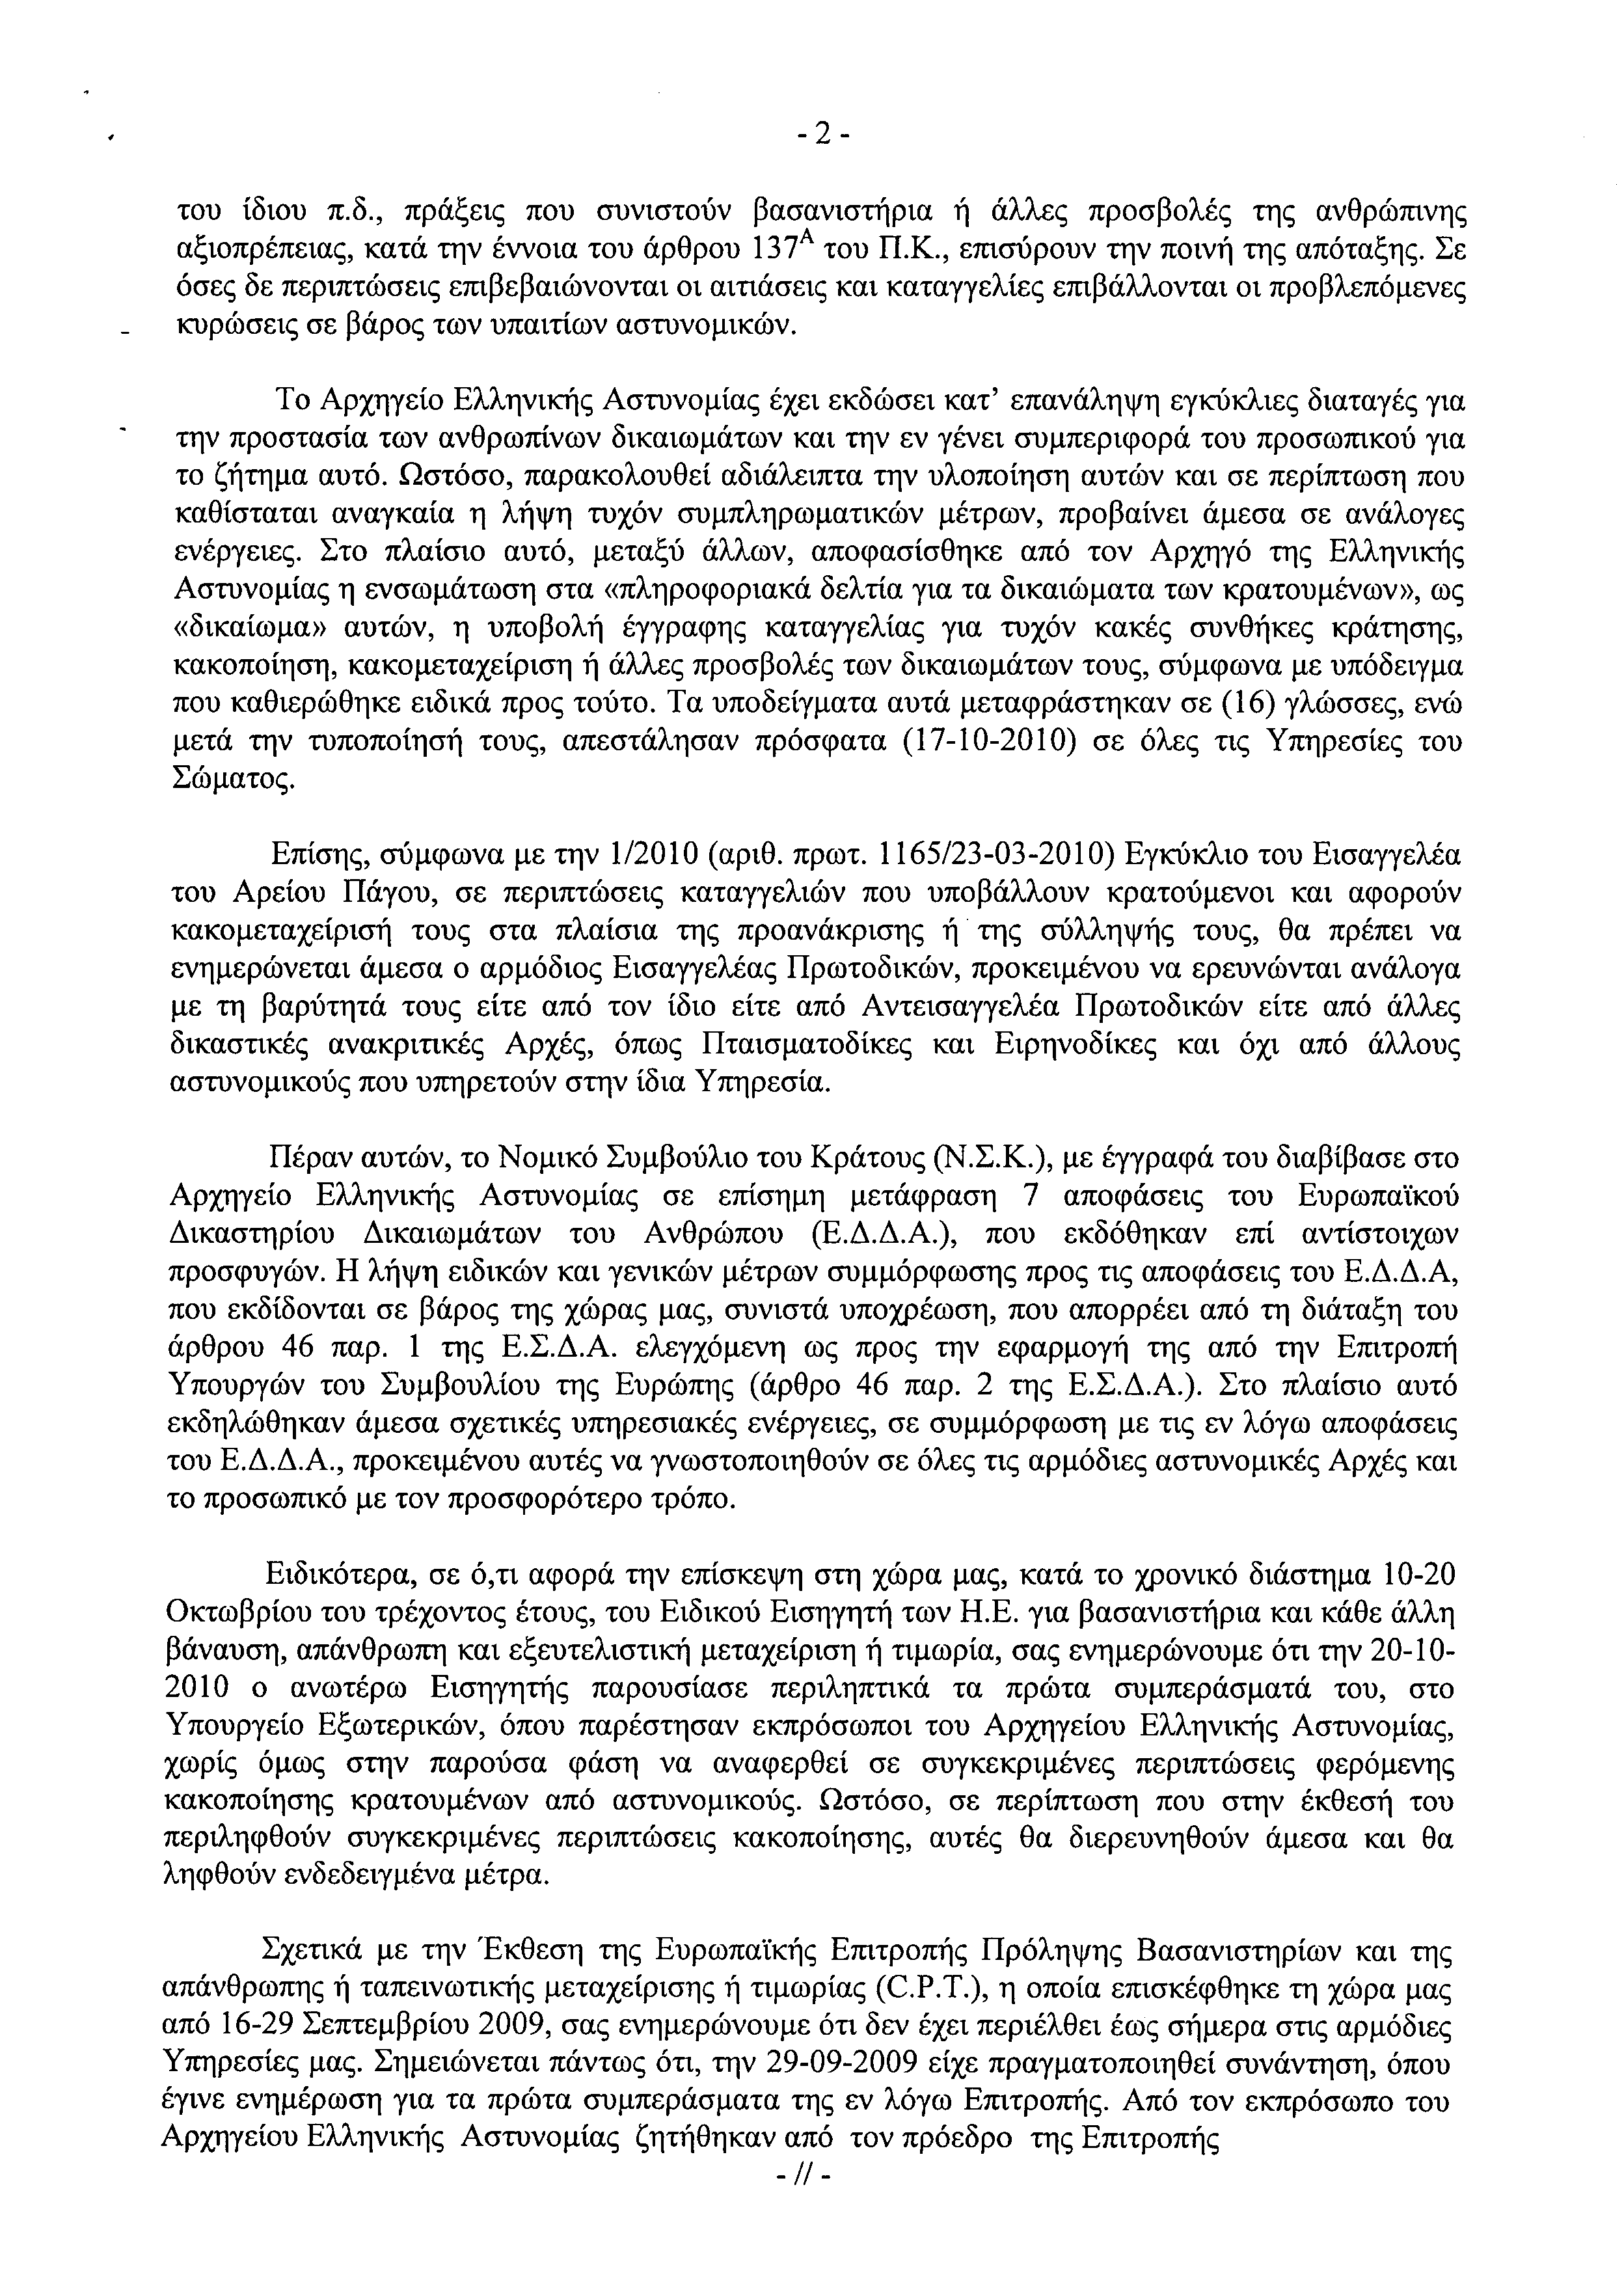 - 2 -
του ίδιου π.δ., πράξεις που συνιστούν βασανιστήρια ή άλλες προσβολές της ανθρώπινης
αξιοπρέπειας, κατά την έννοια του άρθρου 137Α του Π.Κ., επισύρουν την ποινή της απόταξης. Σε
όσες δε περιπτώσεις επιβεβαιώνονται οι αιτιάσεις και καταγγελίες επιβάλλονται οι προβλεπόμενες
κυρώσεις σε βάρος των υπαιτίων αστυνομικών.
Το Αρχηγείο Ελληνικής Αστυνομίας έχει εκδώσει κατ’ επανάληψη εγκύκλιες διαταγές για
την προστασία των ανθρωπίνων δικαιωμάτων και την εν γένει συμπεριφορά του προσωπικού για
το ζήτημα αυτό. Ωστόσο, παρακολουθεί αδιάλειπτα την υλοποίηση αυτών και σε περίπτωση που
καθίσταται αναγκαία η λήψη τυχόν συμπληρωματικών μέτρων, προβαίνει άμεσα σε ανάλογες
ενέργειες. Στο πλαίσιο αυτό, μεταξύ άλλων, αποφασίσθηκε από τον Αρχηγό της Ελληνικής
Αστυνομίας η ενσωμάτωση στα «πληροφοριακά δελτία για τα δικαιώματα των κρατουμένων», ως
«δικαίωμα» αυτών, η υποβολή έγγραφης καταγγελίας για τυχόν κακές συνθήκες κράτησης,
κακοποίηση, κακομεταχείριση ή άλλες προσβολές των δικαιωμάτων τους, σύμφωνα με υπόδειγμα
που καθιερώθηκε ειδικά προς τούτο. Τα υποδείγματα αυτά μεταφράστηκαν σε (16) γλώσσες, ενώ
μετά την τυποποίησή τους, απεστάλησαν πρόσφατα (17-10-2010) σε όλες τις Υπηρεσίες του
Σώματος.
Επίσης, σύμφωνα με την 1/2010 (αριθ. πρωτ. 1165/23-03-2010) Εγκύκλιο του Εισαγγελέα
του Αρείου Πάγου, σε περιπτώσεις καταγγελιών που υποβάλλουν κρατούμενοι και αφορούν
κακομεταχείρισή τους στα πλαίσια της προανάκρισης ή της σύλληψής τους, θα πρέπει να
ενημερώνεται άμεσα ο αρμόδιος Εισαγγελέας Πρωτοδικών, προκειμένου να ερευνώνται ανάλογα
με τη βαρύτητά τους είτε από τον ίδιο είτε από Αντεισαγγελέα Πρωτοδικών είτε από άλλες
δικαστικές ανακριτικές Αρχές, όπως Πταισματοδίκες και Ειρηνοδίκες και όχι από άλλους
αστυνομικούς που υπηρετούν στην ίδια Υπηρεσία.
Πέραν αυτών, το Νομικό Συμβούλιο του Κράτους (Ν.Σ.Κ.), με έγγραφά του διαβίβασε στο
Αρχηγείο Ελληνικής Αστυνομίας σε επίσημη μετάφραση 7 αποφάσεις του Ευρωπαϊκού
Δικαστηρίου Δικαιωμάτων του Ανθρώπου (Ε.Δ.Δ.Α.), που εκδόθηκαν επί αντίστοιχων
προσφυγών. Η λήψη ειδικών και γενικών μέτρων συμμόρφωσης προς τις αποφάσεις του Ε.Δ.Δ.Α,
που εκδίδονται σε βάρος της χώρας μας, συνιστά υποχρέωση, που απορρέει από τη διάταξη του
άρθρου 46 παρ. 1 της Ε.Σ.Δ.Α. ελεγχόμενη ως προς την εφαρμογή της από την Επιτροπή
Υπουργών του Συμβουλίου της Ευρώπης (άρθρο 46 παρ. 2 της Ε.Σ.Δ.Α.). Στο πλαίσιο αυτό
εκδηλώθηκαν άμεσα σχετικές υπηρεσιακές ενέργειες, σε συμμόρφωση με τις εν λόγω αποφάσεις
του Ε.Δ.Δ.Α., προκειμένου αυτές να γνωστοποιηθούν σε όλες τις αρμόδιες αστυνομικές Αρχές και
το προσωπικό με τον προσφορότερο τρόπο.
Ειδικότερα, σε ό,τι αφορά την επίσκεψη στη χώρα μας, κατά το χρονικό διάστημα 10-20
Οκτωβρίου του τρέχοντος έτους, του Ειδικού Εισηγητή των Η.Ε. για βασανιστήρια και κάθε άλλη
βάναυση, απάνθρωπη και εξευτελιστική μεταχείριση ή τιμωρία, σας ενημερώνουμε ότι την 20-10-
2010 ο ανωτέρω Εισηγητής παρουσίασε περιληπτικά τα πρώτα συμπεράσματά του, στο
Υπουργείο Εξωτερικών, όπου παρέστησαν εκπρόσωποι του Αρχηγείου Ελληνικής Αστυνομίας,
χωρίς όμως στην παρούσα φάση να αναφερθεί σε συγκεκριμένες περιπτώσεις φερόμενης
κακοποίησης κρατουμένων από αστυνομικούς. Ωστόσο, σε περίπτωση που στην έκθεσή του
περιληφθούν συγκεκριμένες περιπτώσεις κακοποίησης, αυτές θα διερευνηθούν άμεσα και θα
ληφθούν ενδεδειγμένα μέτρα.
Σχετικά με την Έκθεση της Ευρωπαϊκής Επιτροπής Πρόληψης Βασανιστηρίων και της
απάνθρωπης ή ταπεινωτικής μεταχείρισης ή τιμωρίας (C.P.T.), η οποία επισκέφθηκε τη χώρα μας
από 16-29 Σεπτεμβρίου 2009, σας ενημερώνουμε ότι δεν έχει περιέλθει έως σήμερα στις αρμόδιες
Υπηρεσίες μας. Σημειώνεται πάντως ότι, την 29-09-2009 είχε πραγματοποιηθεί συνάντηση, όπου
έγινε ενημέρωση για τα πρώτα συμπεράσματα της εν λόγω Επιτροπής. Από τον εκπρόσωπο του
Αρχηγείου Ελληνικής Αστυνομίας ζητήθηκαν από τον πρόεδρο της Επιτροπής
- // -